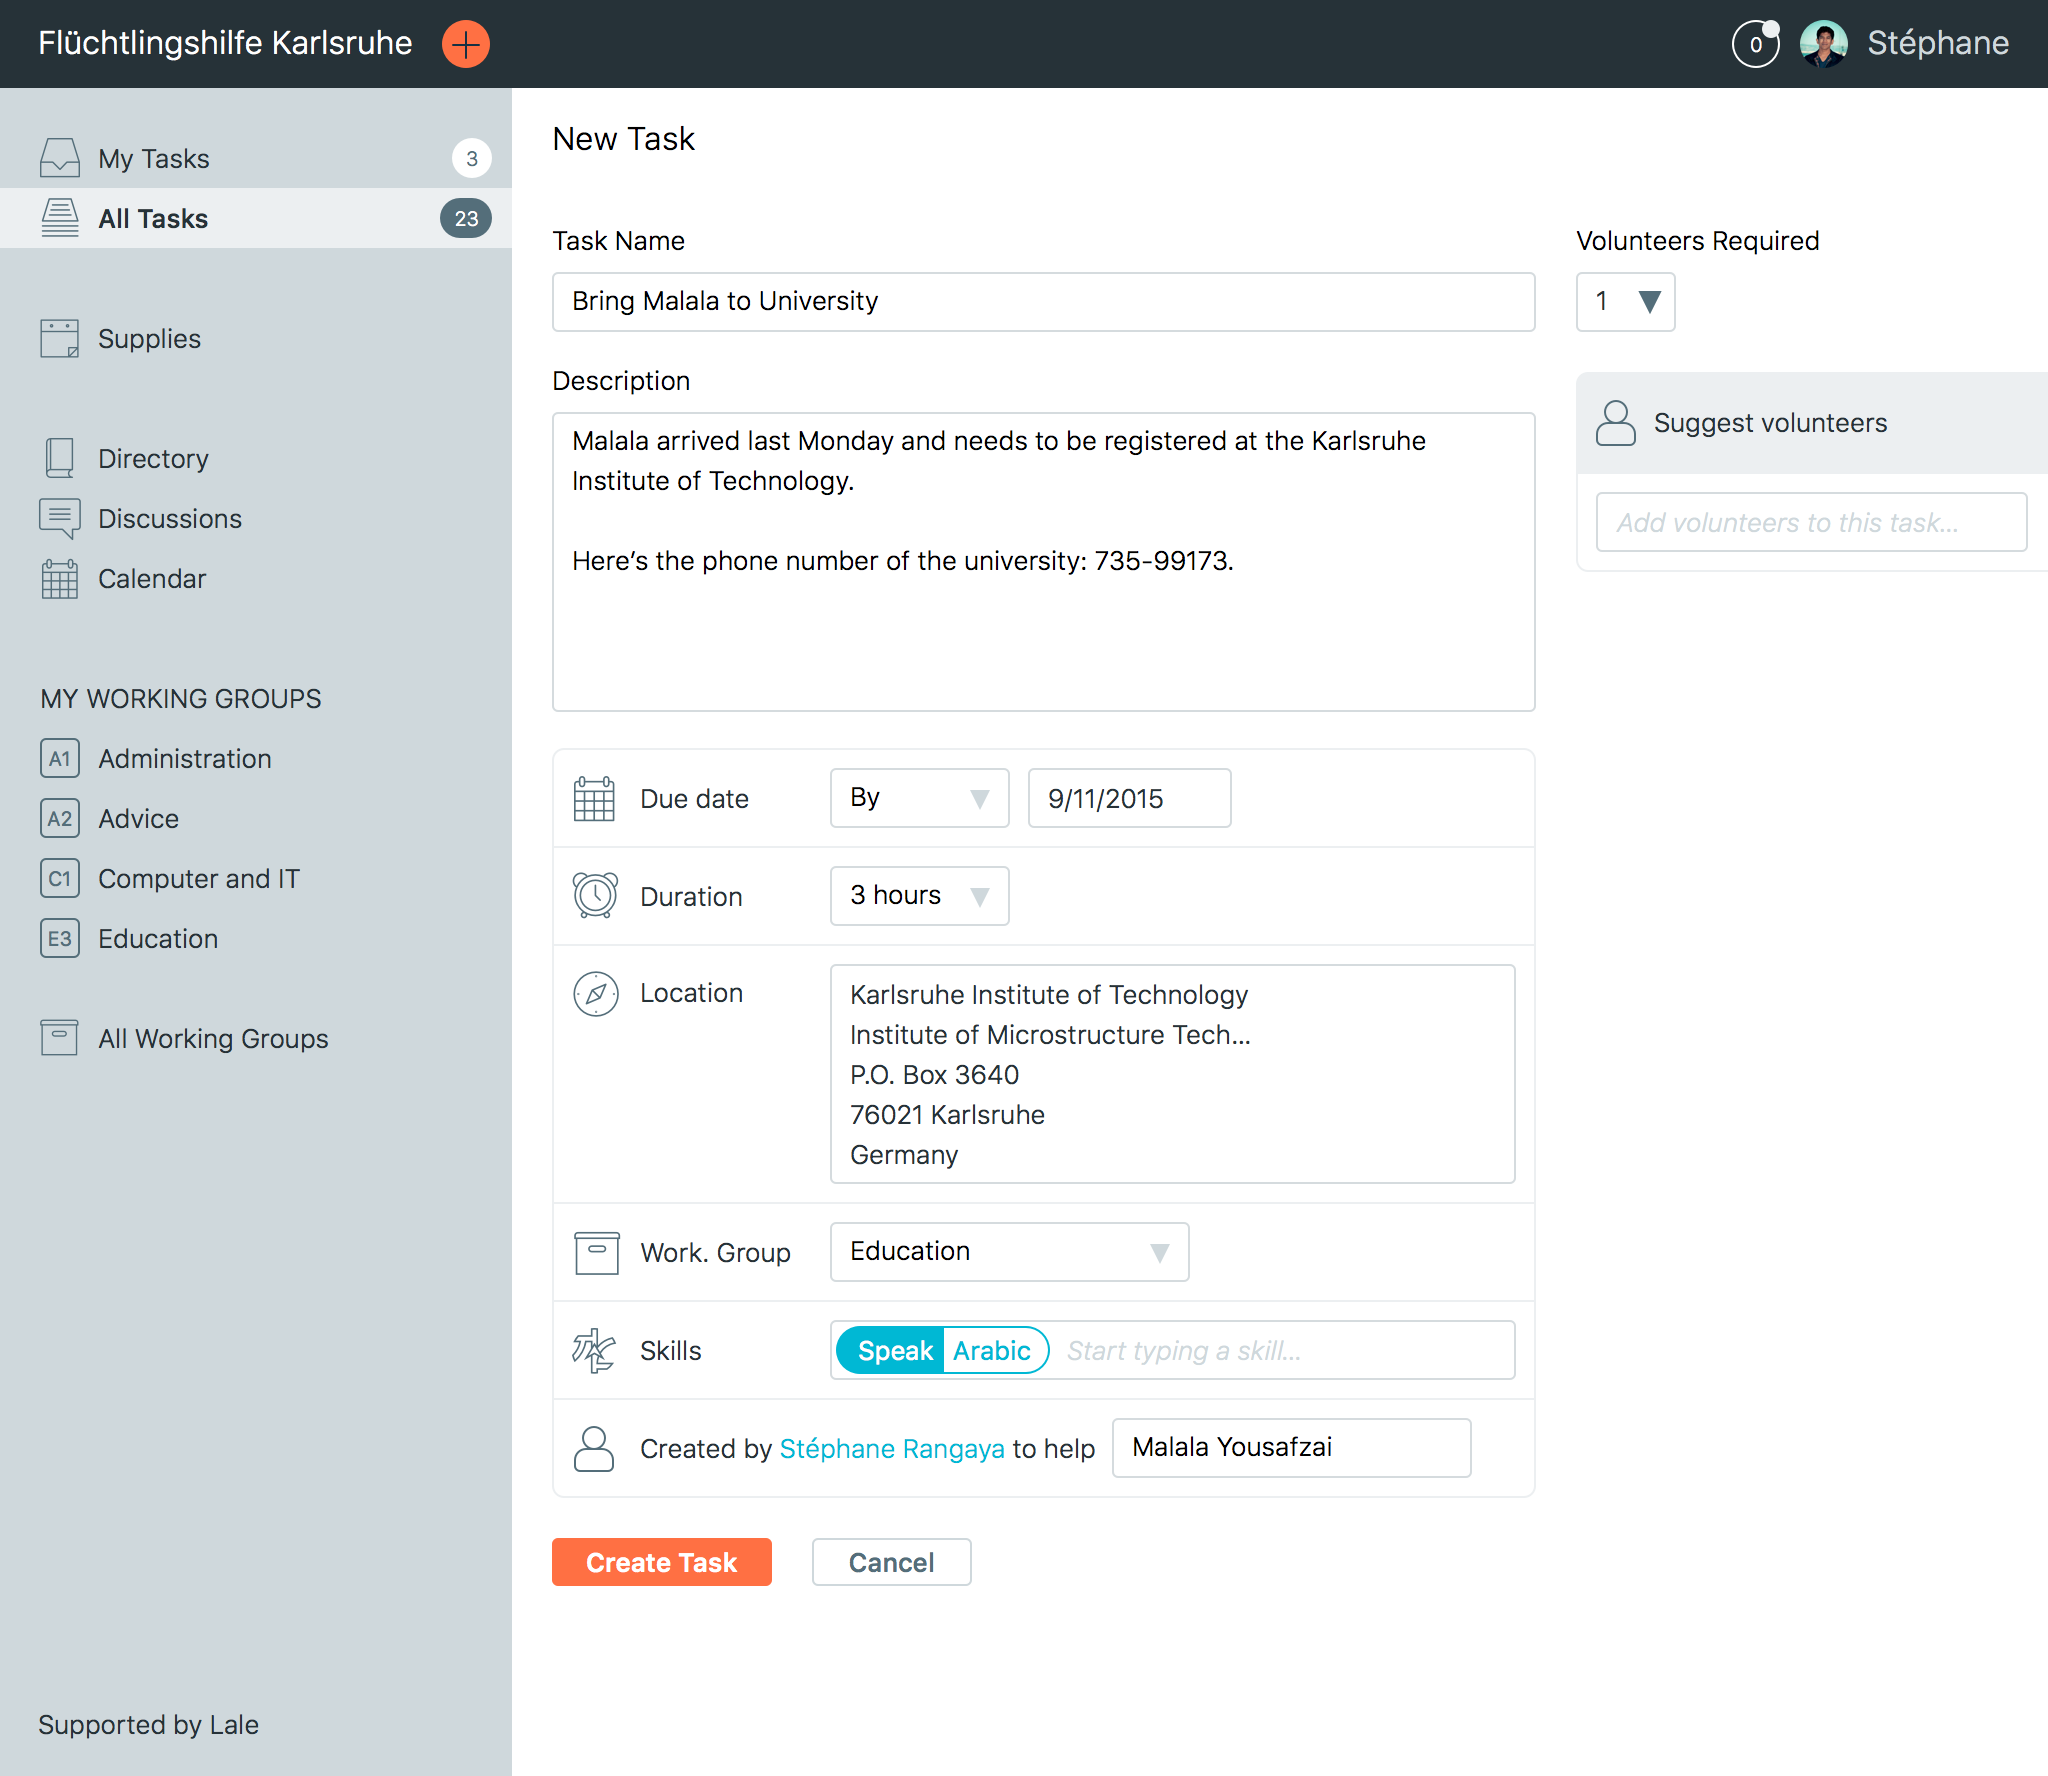 Flüchtlingshilfe Karlsruhe
0
Stéphane
My Tasks
3
All Tasks
23
Supplies
Directory
Discussions
Calendar
MY WORKING GROUPS
A1 Administration
A2 Advice
C1 Computer and IT
E3 Education
All Working Groups
Supported by Lale
New Task
Task Name
Bring Malala to University
Description
Malala arrived last Monday and needs to be registered at the Karlsruhe
Institute of Technology.
Here’s the phone number of the university: 735-99173.
Due date
By
9/11/2015
Duration
3 hours
Location
Karlsruhe Institute of Technology
Institute of Microstructure Tech...
P.O. Box 3640
76021 Karlsruhe
Germany
Work. Group
Education
Skills
Speak Arabic
Start typing a skill...
Created by Stéphane Rangaya to help
Malala Yousafzai
Create Task
Cancel
Volunteers Required
1
Suggest volunteers
Add volunteers to this task...